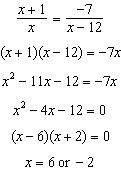 (x+1)/x = -7/(x-12)
(x+1)(x-12) = -7x
x² - 11x - 12 = -7x
x² - 4x - 12 = 0
(x-6)(x+2) = 0
x = 6 or - 2